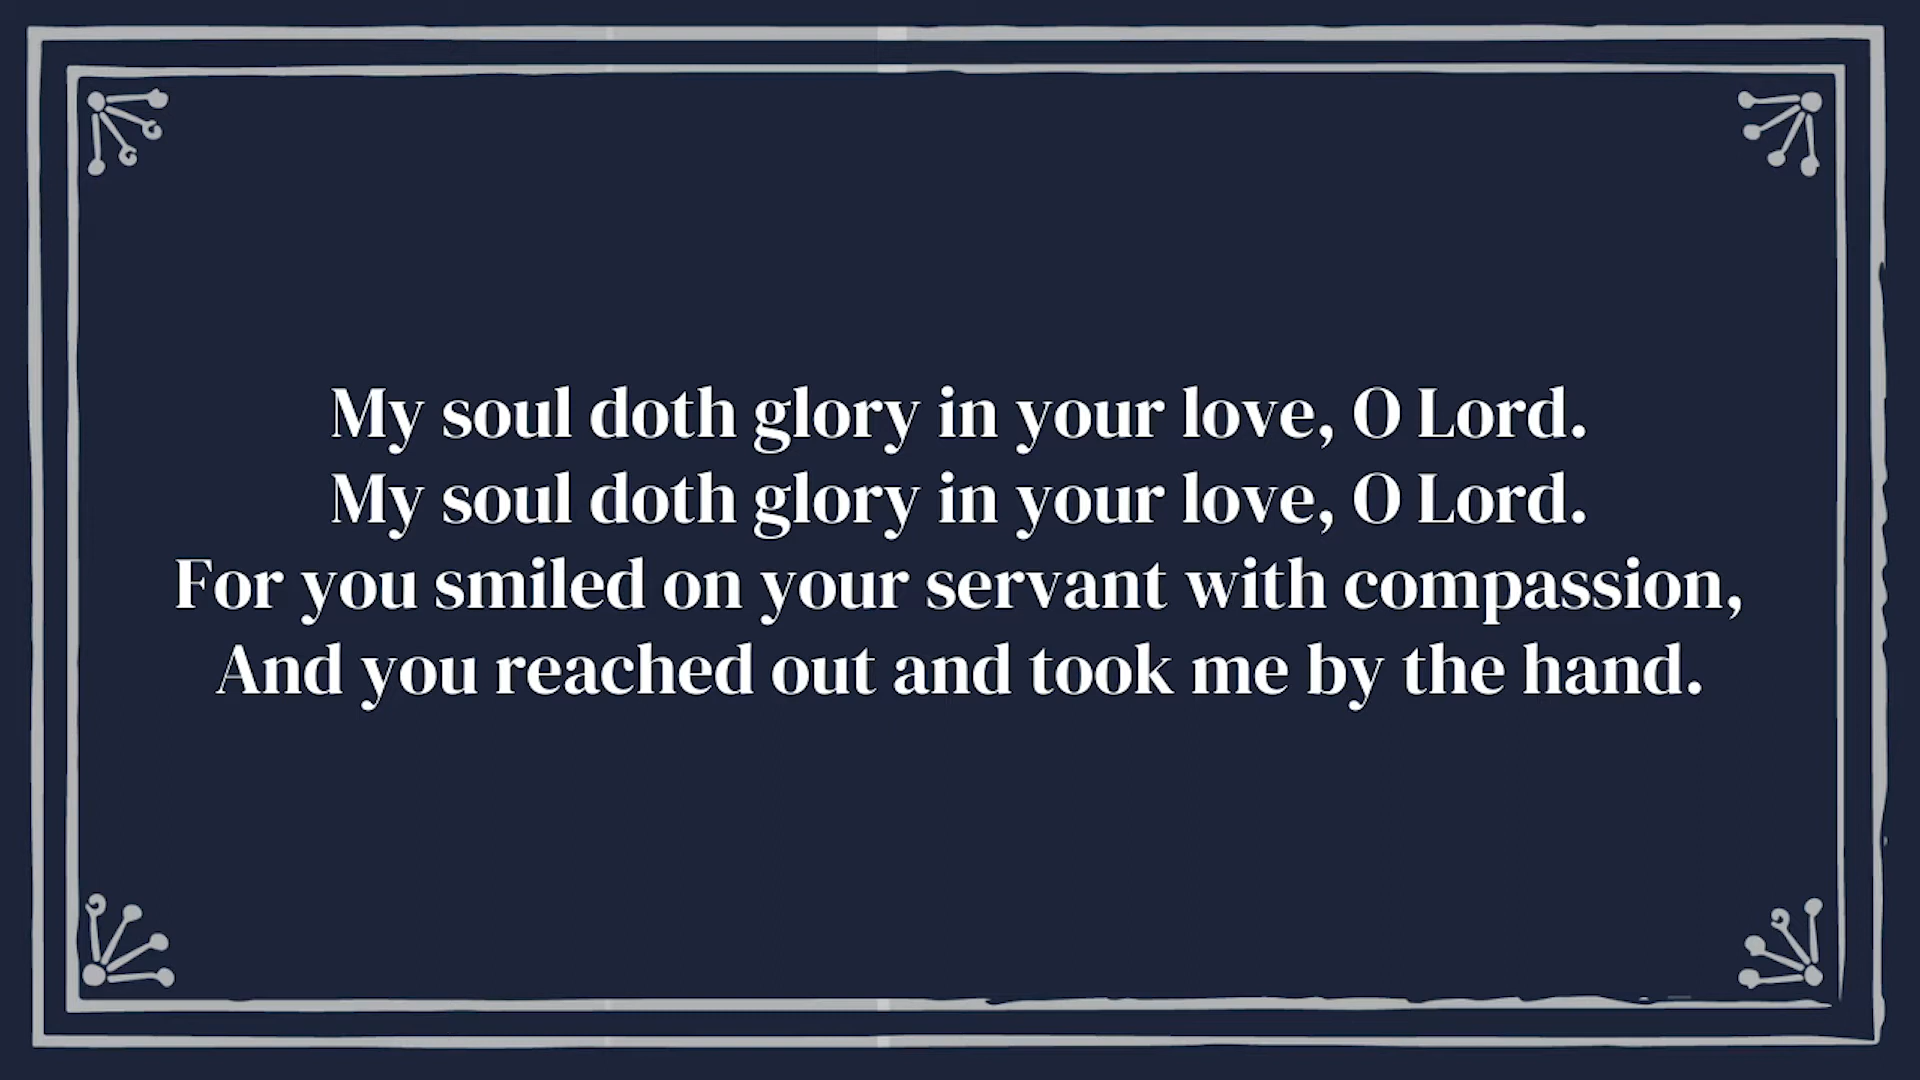 My soul doth glory in your love, O Lord.
My soul doth glory in your love, O Lord.
For you smiled on your servant with compassion,
And you reached out and took me by the hand.